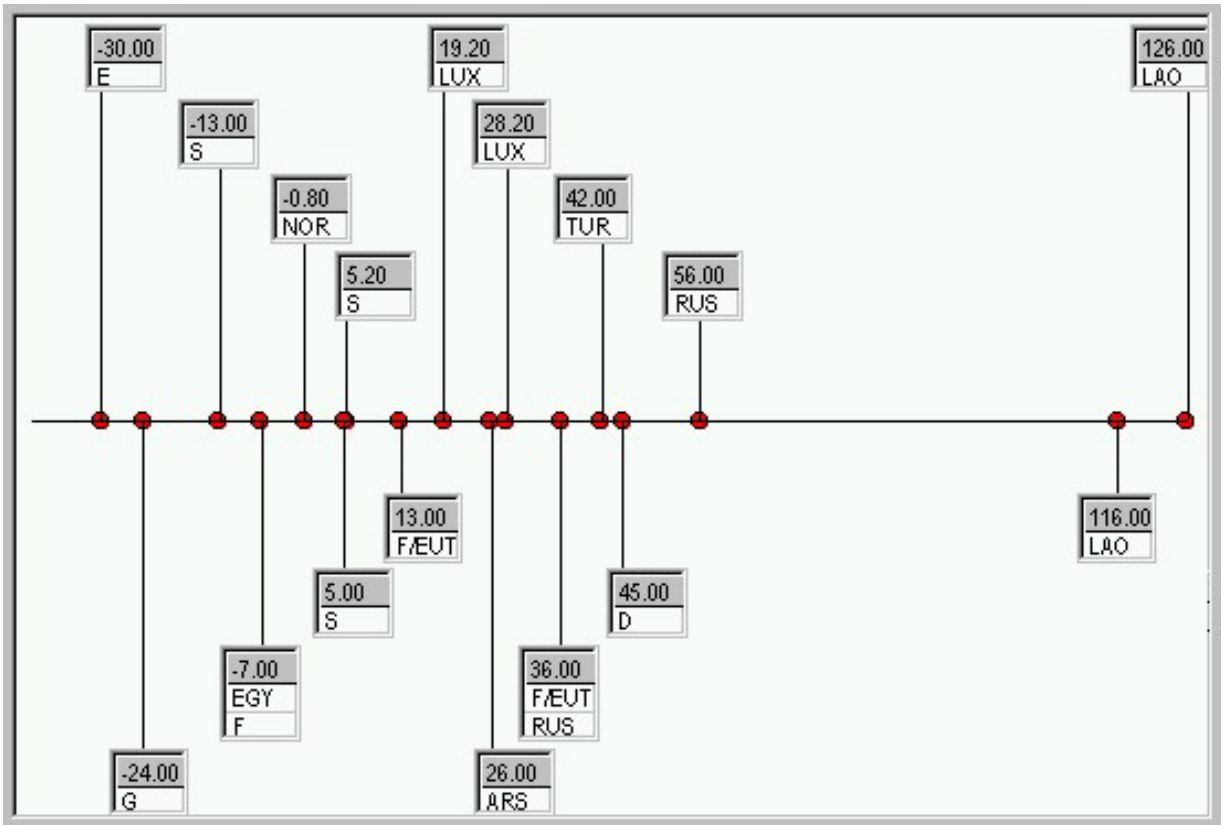 -30.00
E
19.20
LUX
126.00
LAO
-13.00
S
28.20
LUX
-0.80
NOR
42.00
TUR
5.20
S
56.00
RUS
13.00
F/EUT
116.00
LAO
5.00
S
45.00
D
-7.00
EGY
F
36.00
F/EUT
RUS
-24.00
G
26.00
ARS